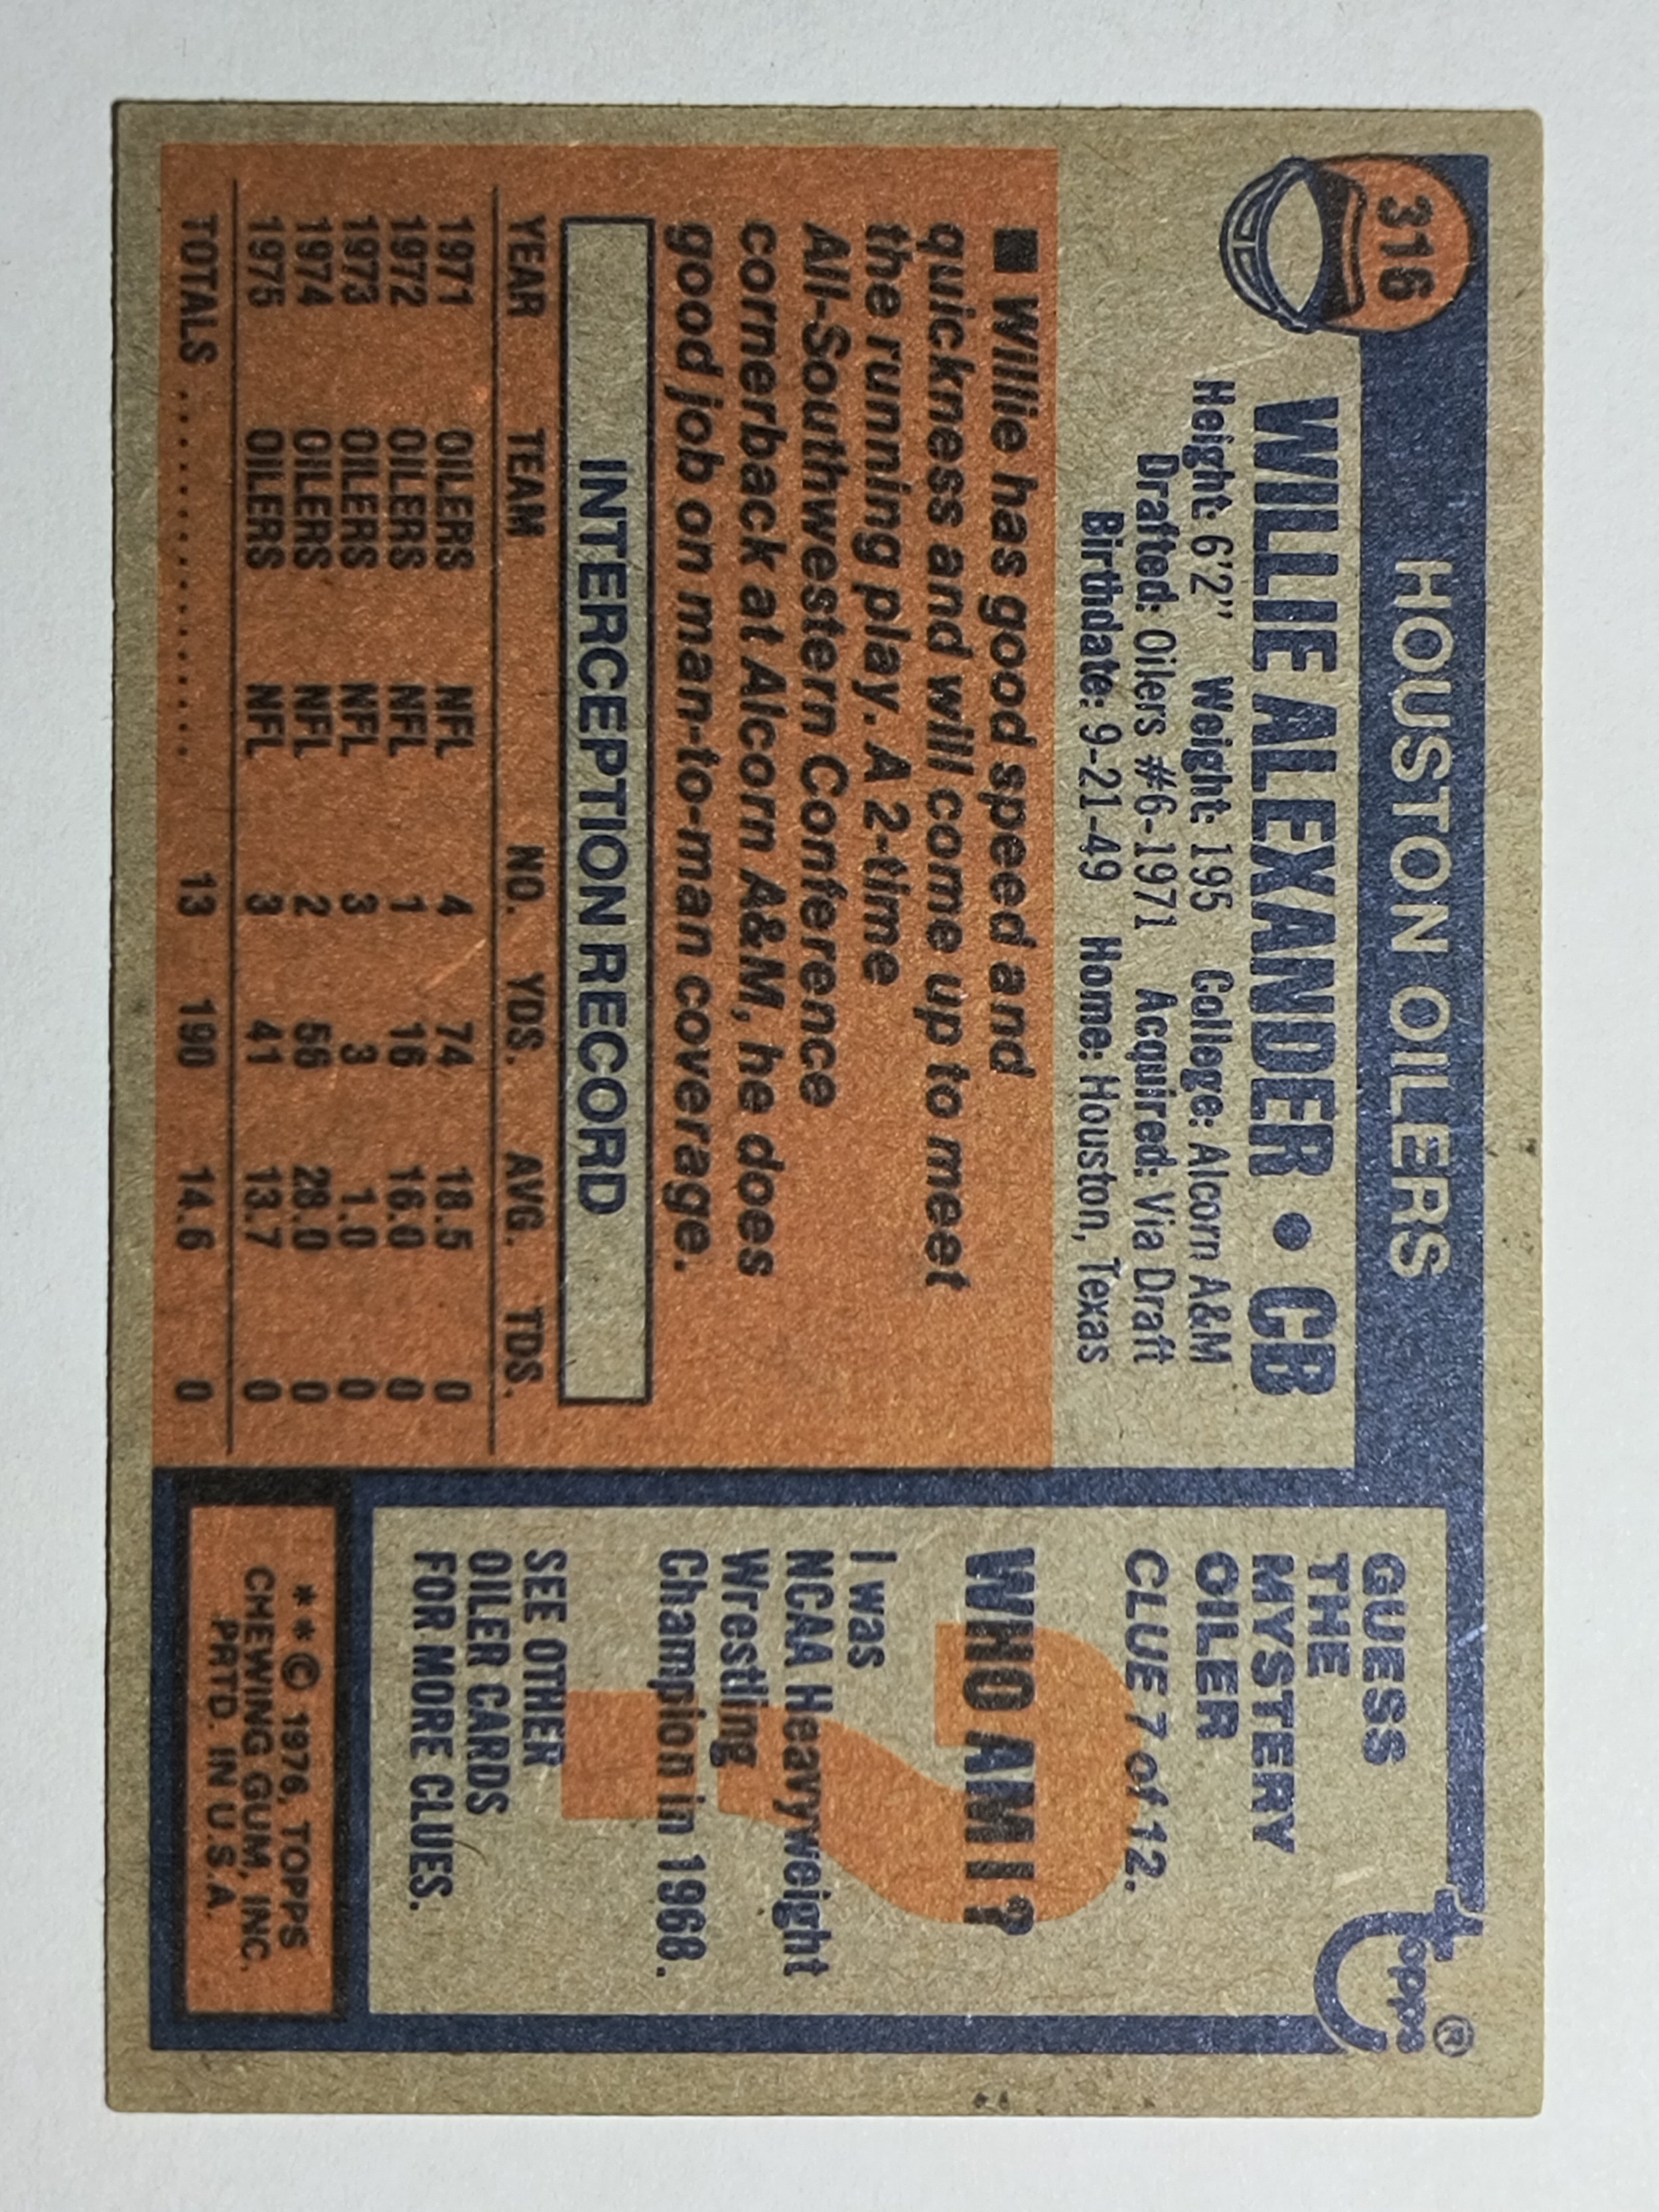 316
HOUSTON OILERS
WILLIE ALEXANDER • CB
Height: 6'2" Weight: 195 College: Alcorn A&M
Drafted: Oilers #6-1971 Acquired: Via Draft
Birthdate: 9-21-49 Home: Houston, Texas
■ Willie has good speed and
quickness and will come up to meet
the running play. A 2-time
All-Southwestern Conference
cornerback at Alcorn A&M, he does
good job on man-to-man coverage.
INTERCEPTION RECORD
YEAR TEAM NO. YDS. AVG. TDS.
1971 OILERS NFL 4 74 18.5 0
1972 OILERS NFL 1 16 16.0 0
1973 OILERS NFL 3 3 1.0 0
1974 OILERS NFL 2 56 28.0 0
1975 OILERS NFL 3 41 13.7 0
TOTALS .............. 13 190 14.6 0
topps®
GUESS
THE
MYSTERY
OILER
CLUE 7 of 12.
WHO AM I?
I was
NCAA Heavyweight
Wrestling
Champion in 1968.
SEE OTHER
OILER CARDS
FOR MORE CLUES.
**© 1976, TOPPS
CHEWING GUM, INC.
PRTD. IN U.S.A.